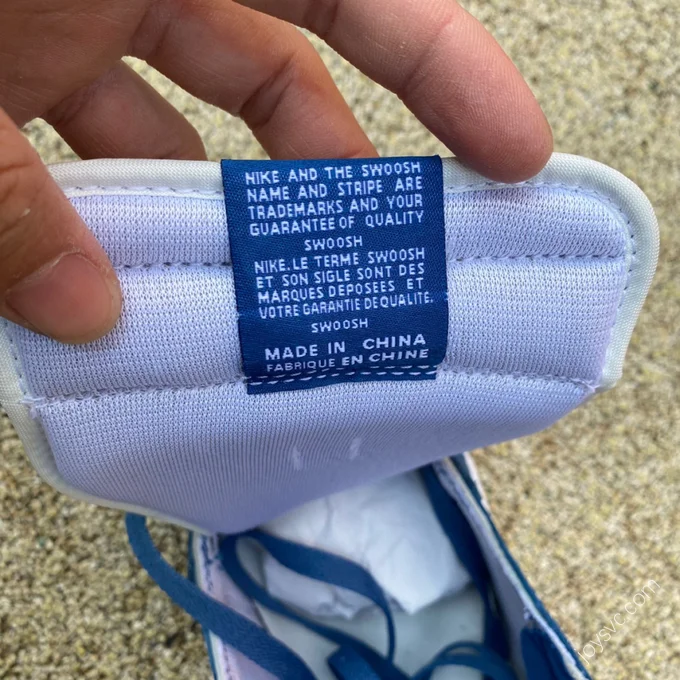 NIKE AND THE SWOOSH
NAME AND STRIPE ARE
TRADEMARKS AND YOUR
GUARANTEE OF QUALITY
SWOOSH
NIKE. LE TERME SWOOSH
ET SON SIGLE SONT DES
MARQUES DEPOSEES ET
VOTRE GARANTIE DE QUALITE.
SWOOSH
MADE IN CHINA
FABRIQUE EN CHINE
joysvc.com